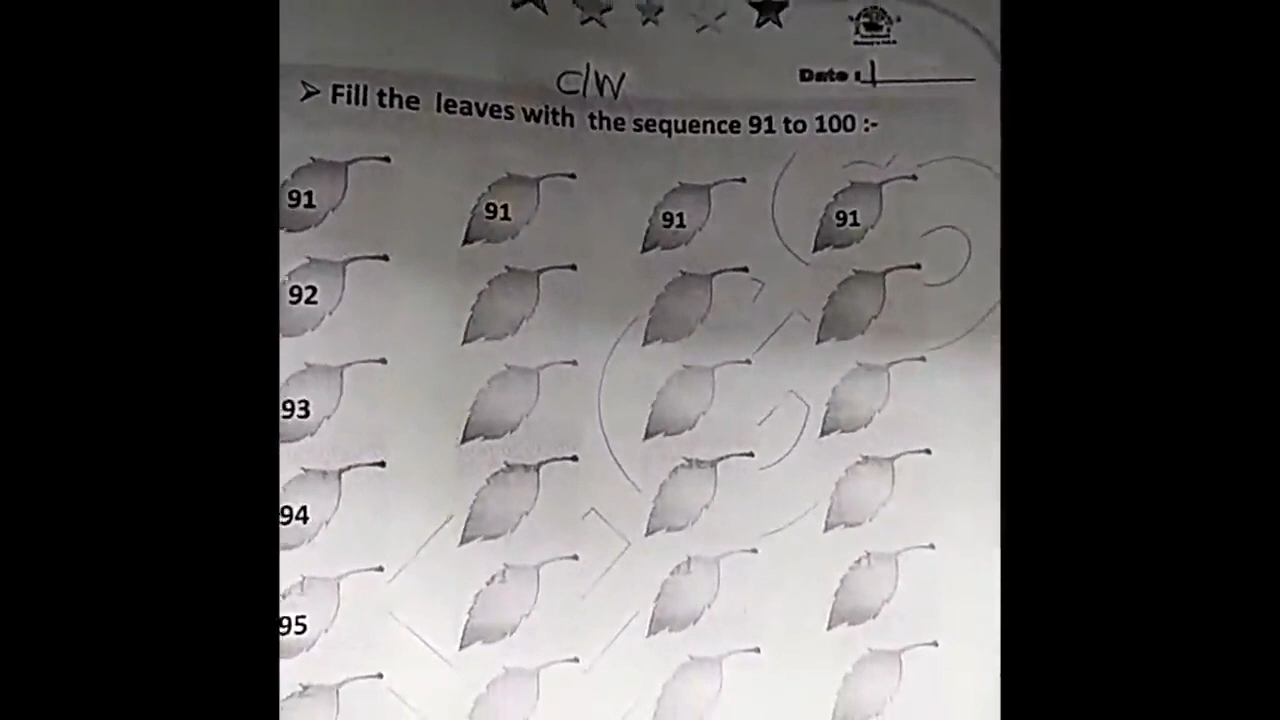 C/W
Date :
➢ Fill the leaves with the sequence 91 to 100 :-
91 91 91 91
92
93
94
95